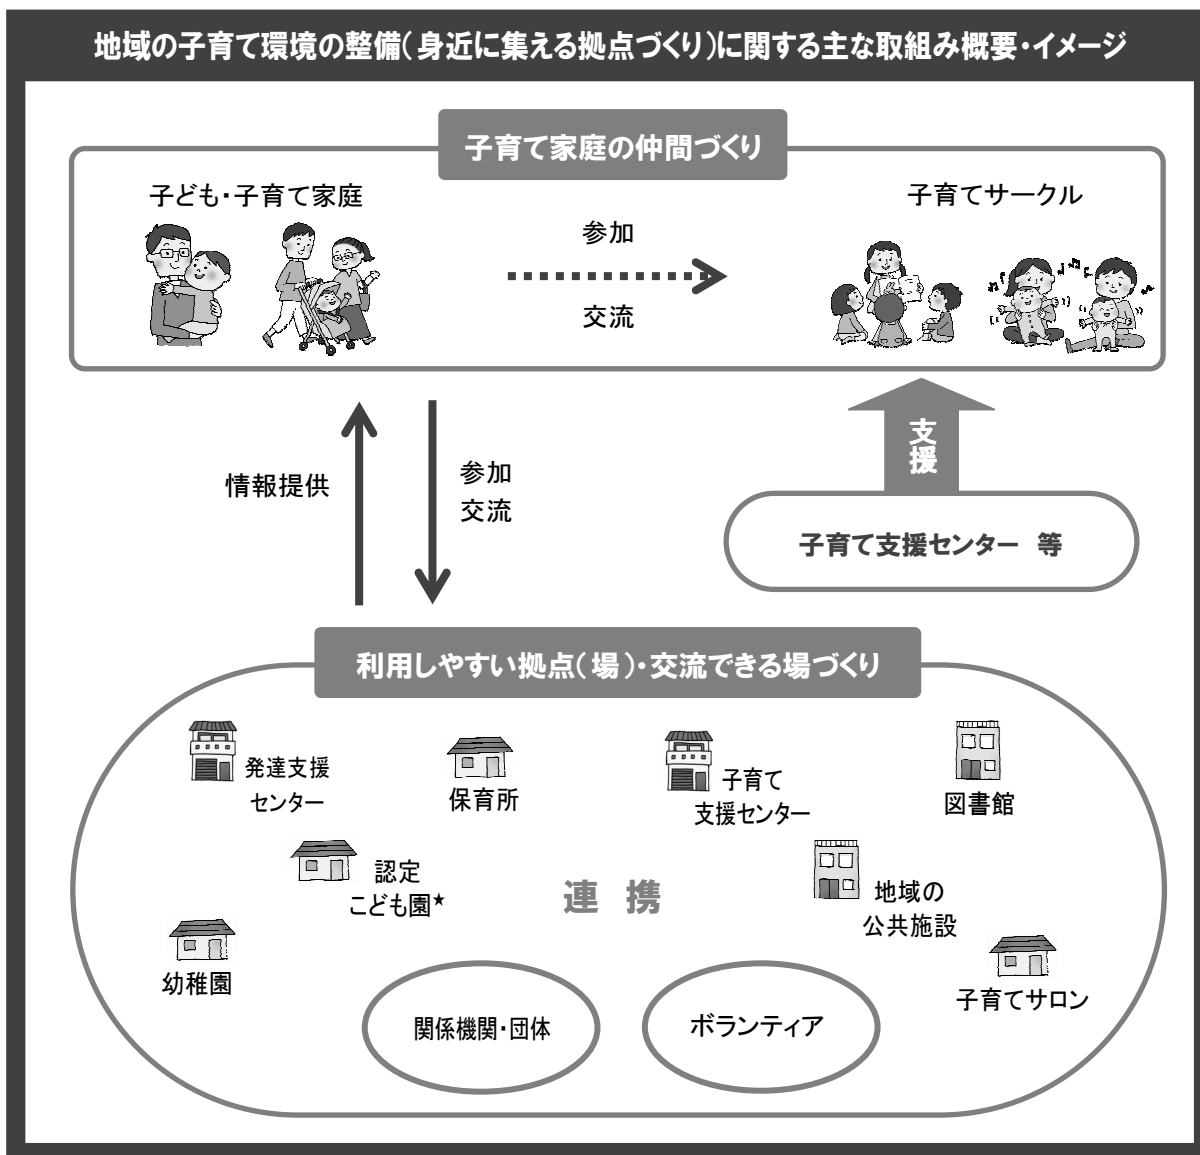 地域の子育て環境の整備(身近に集える拠点づくり)に関する主な取組み概要・イメージ
子育て家庭の仲間づくり
子ども・子育て家庭
子育てサークル
参加
交流
情報提供
参加
交流
支援
子育て支援センター 等
利用しやすい拠点(場)・交流できる場づくり
発達支援
センター
保育所
子育て
支援センター
図書館
認定
こども園★
連 携
地域の
公共施設
幼稚園
子育てサロン
関係機関・団体
ボランティア